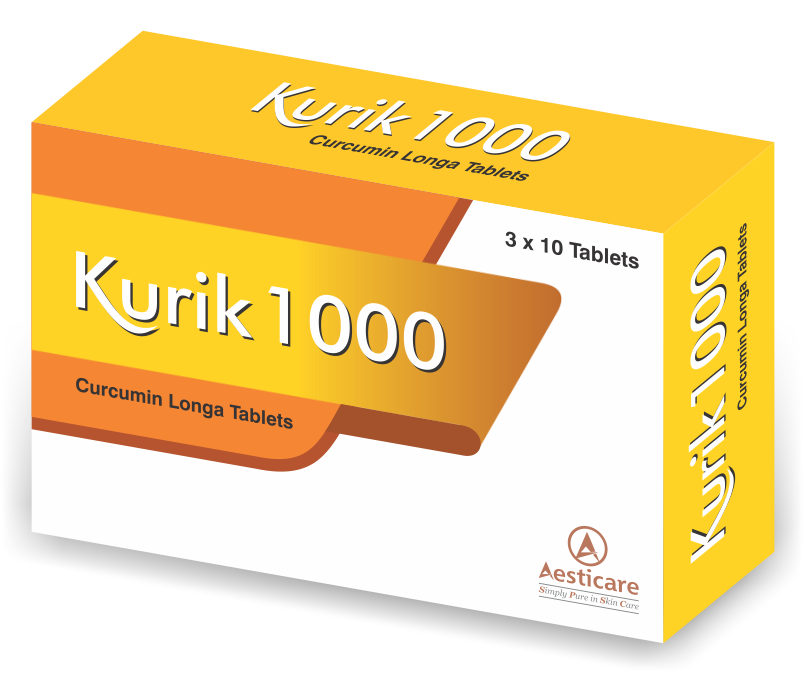 Kurik 1000
Curcumin Longa Tablets
3 x 10 Tablets
Kurik 1000
Curcumin Longa Tablets
Kurik 1000
Curcumin Longa Tablets
Aesticare
Simply Pure in Skin Care